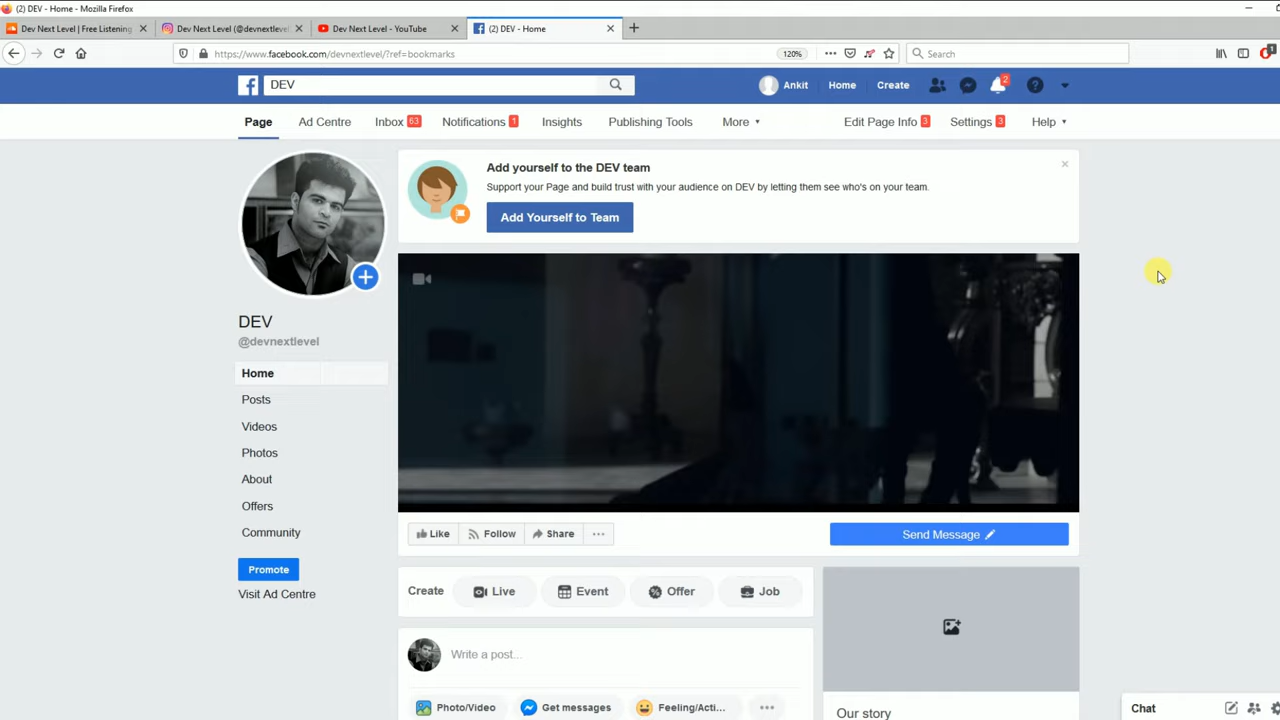 (2) DEV - Home - Mozilla Firefox
Dev Next Level | Free Listening
Dev Next Level (@devnextlevel
Dev Next Level - YouTube
(2) DEV - Home
https://www.facebook.com/devnextlevel/?ref=bookmarks
120%
Search
1
DEV
Ankit
Home
Create
2
Page
Ad Centre
Inbox 63
Notifications 1
Insights
Publishing Tools
More
Edit Page Info 3
Settings 3
Help
Add yourself to the DEV team
Support your Page and build trust with your audience on DEV by letting them see who's on your team.
Add Yourself to Team
DEV
@devnextlevel
Home
Posts
Videos
Photos
About
Offers
Community
Promote
Visit Ad Centre
Like
Follow
Share
Send Message
Create
Live
Event
Offer
Job
Write a post...
Photo/Video
Get messages
Feeling/Acti...
Our story
Chat